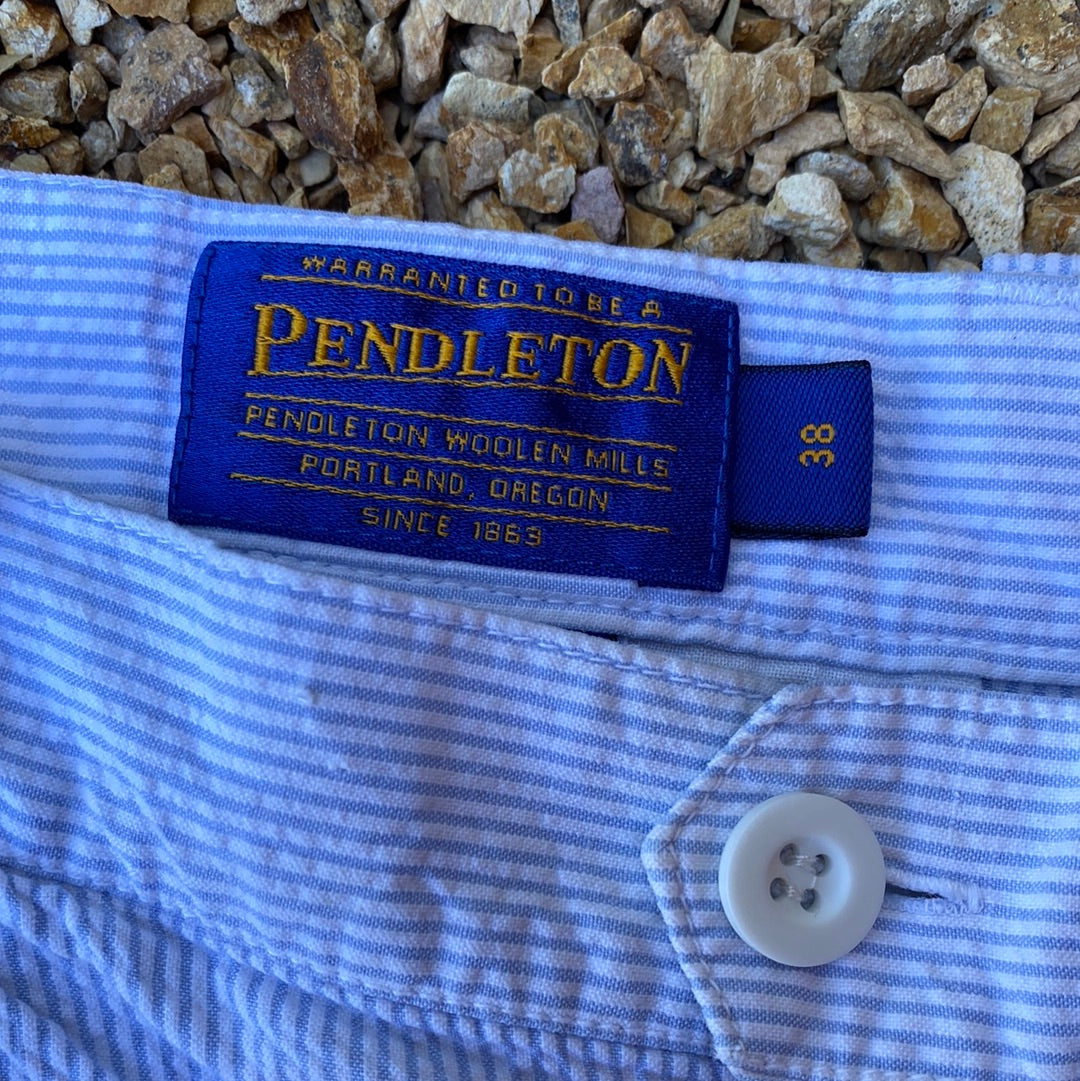 WARRANTED TO BE A
PENDLETON
PENDLETON WOOLEN MILLS
PORTLAND, OREGON
SINCE 1863
38